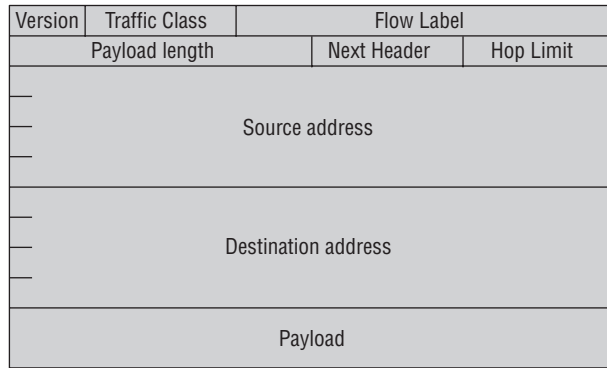 Version Traffic Class Flow Label
Payload length Next Header Hop Limit
Source address
Destination address
Payload